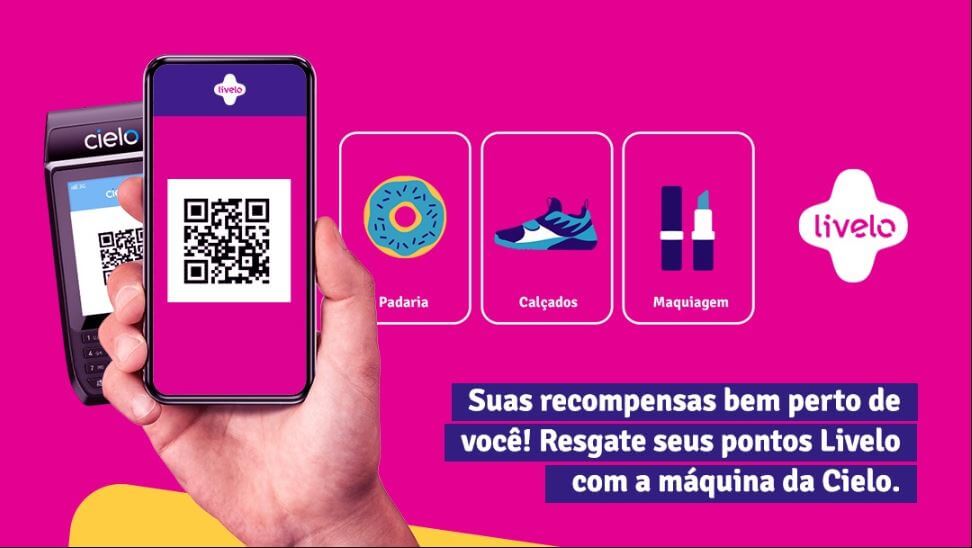 livelo
cielo
Padaria
Calçados
Maquiagem
livelo
Suas recompensas bem perto de
você! Resgate seus pontos Livelo
com a máquina da Cielo.